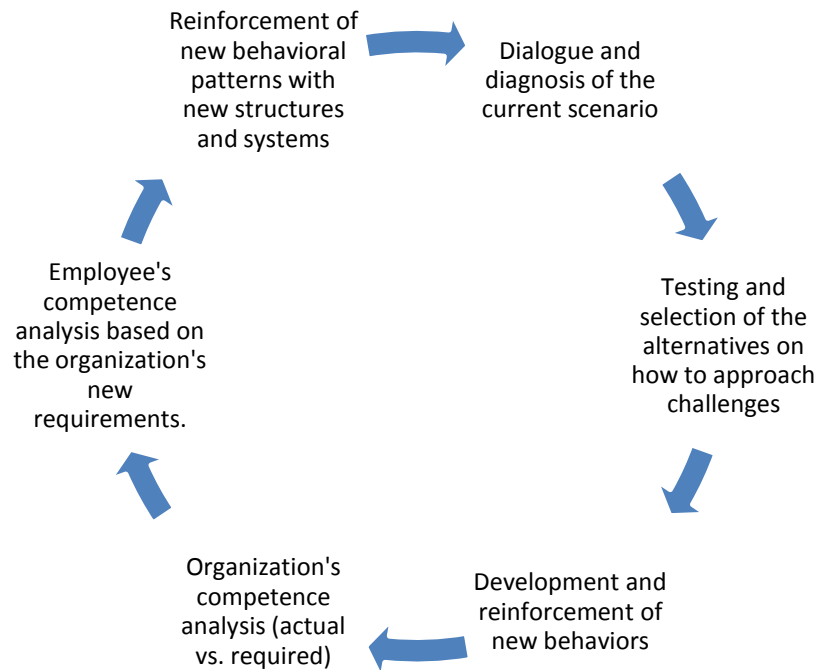 Reinforcement of
new behavioral
patterns with
new structures
and systems
Dialogue and
diagnosis of the
current scenario
Testing and
selection of the
alternatives on
how to approach
challenges
Development and
reinforcement of
new behaviors
Organization's
competence
analysis (actual
vs. required)
Employee's
competence
analysis based on
the organization's
new
requirements.